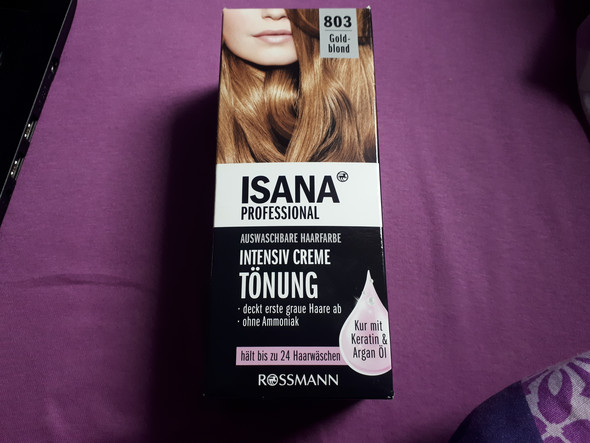 803
Gold-
blond
ISANA
PROFESSIONAL
AUSWASCHBARE HAARFARBE
INTENSIV CREME
TÖNUNG
· deckt erste graue Haare ab
· ohne Ammoniak
Kur mit
Keratin &
Argan Öl
hält bis zu 24 Haarwäschen
ROSSMANN